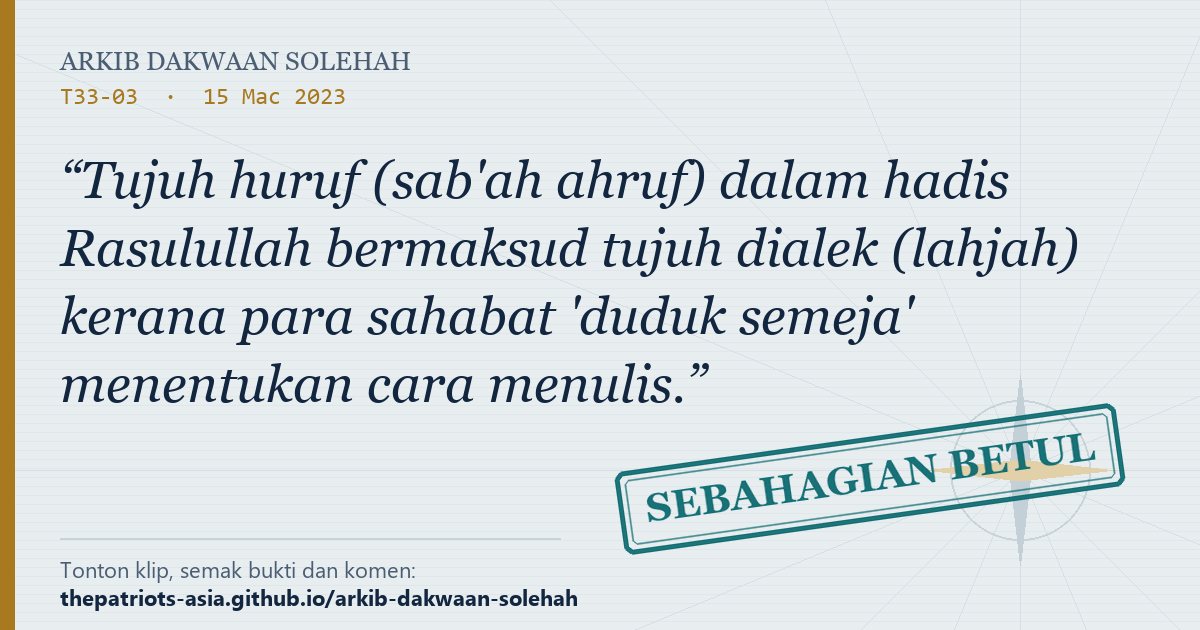 ARKIB DAKWAAN SOLEHAH
T33-03 · 15 Mac 2023
“Tujuh huruf (sab'ah ahruf) dalam hadis
Rasulullah bermaksud tujuh dialek (lahjah)
kerana para sahabat 'duduk semeja'
menentukan cara menulis.”
SEBAHAGIAN BETUL
Tonton klip, semak bukti dan komen:
thepatriots-asia.github.io/arkib-dakwaan-solehah